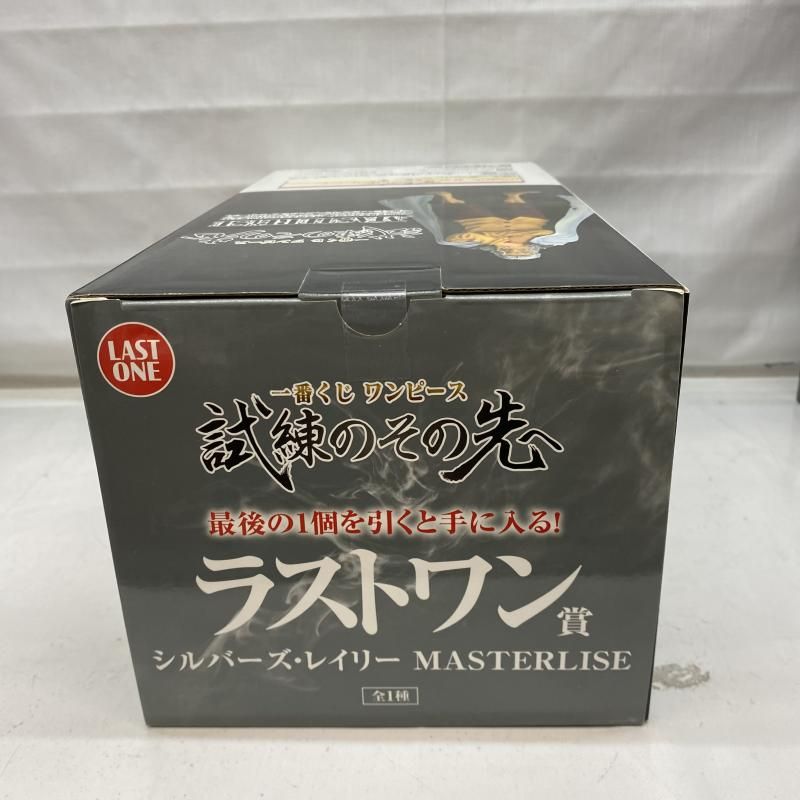 LAST
ONE
一番くじ ワンピース
試練のその先へ
最後の1個を引くと手に入る!
ラストワン賞
シルバーズ・レイリー MASTERLISE
全1種